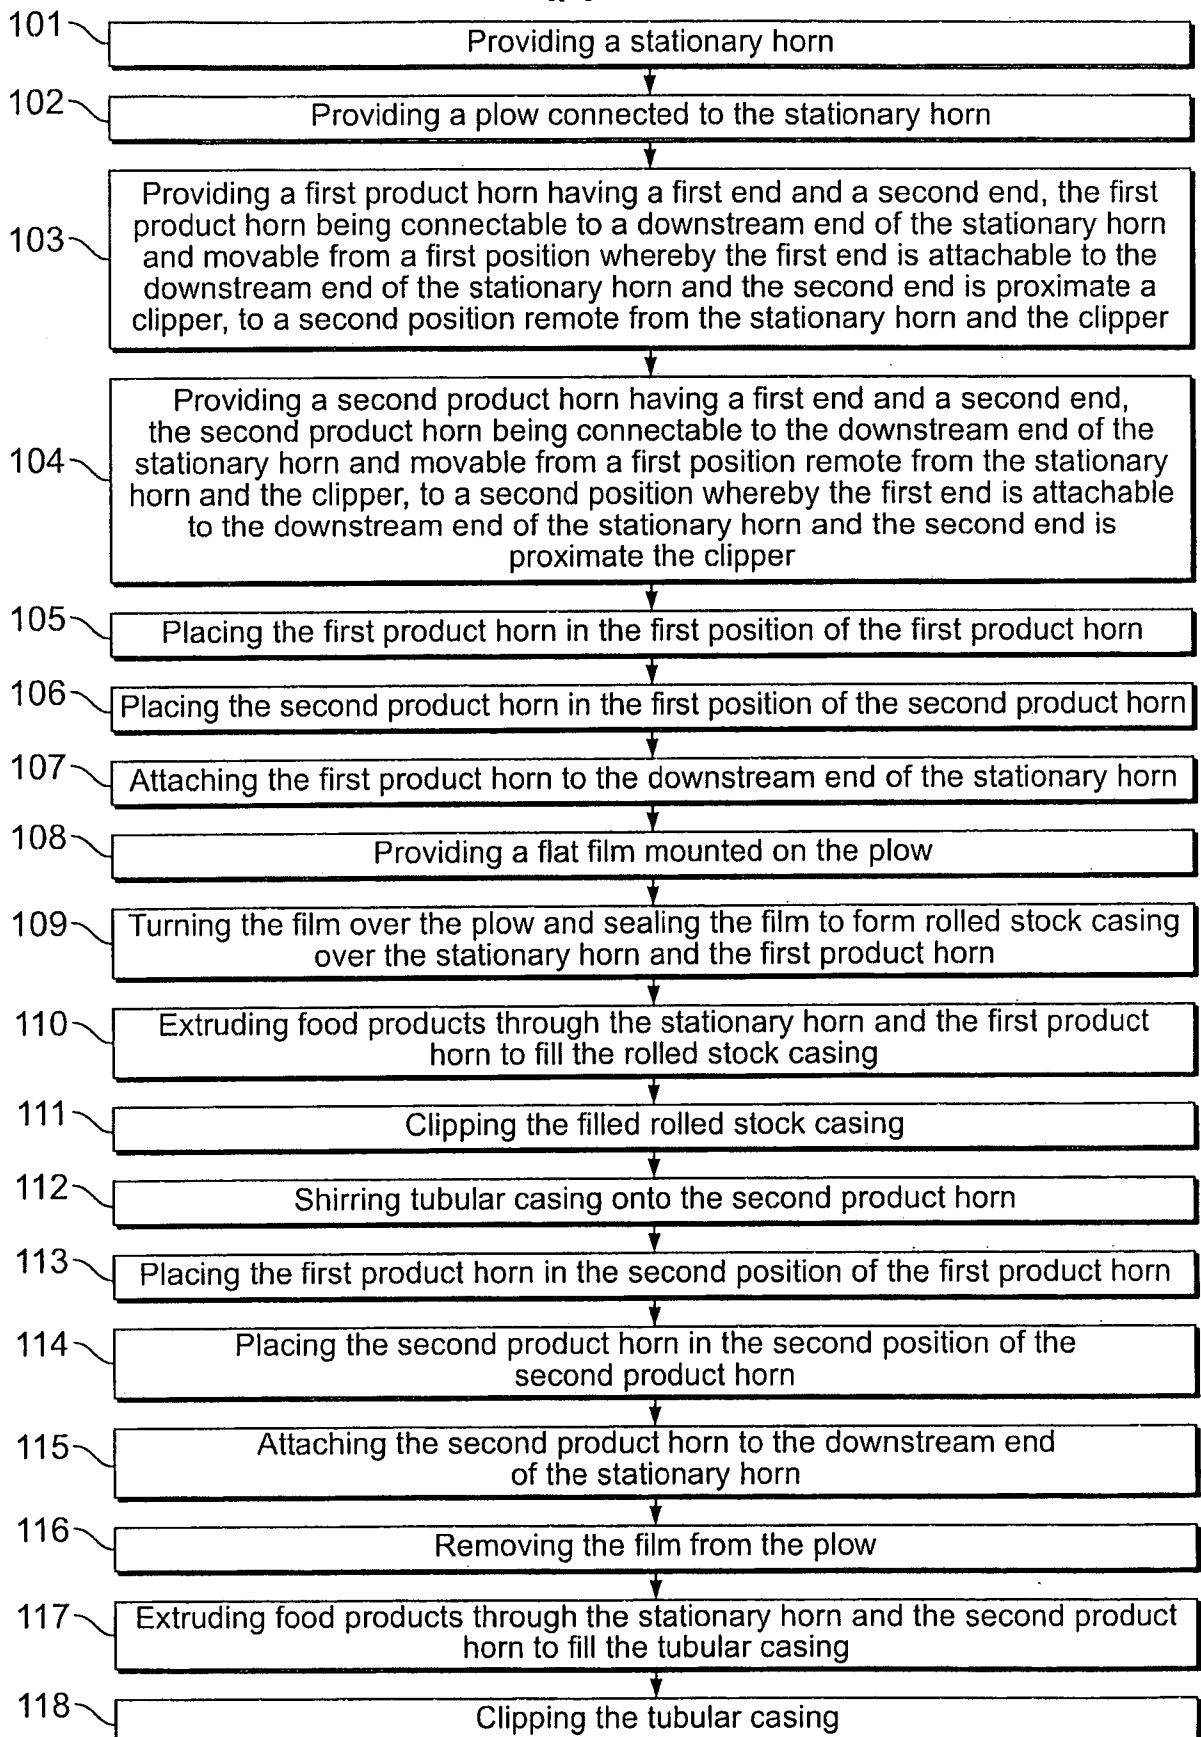 101
Providing a stationary horn
102
Providing a plow connected to the stationary horn
103
Providing a first product horn having a first end and a second end, the first
product horn being connectable to a downstream end of the stationary horn
and movable from a first position whereby the first end is attachable to the
downstream end of the stationary horn and the second end is proximate a
clipper, to a second position remote from the stationary horn and the clipper
104
Providing a second product horn having a first end and a second end,
the second product horn being connectable to the downstream end of the
stationary horn and movable from a first position remote from the stationary
horn and the clipper, to a second position whereby the first end is attachable
to the downstream end of the stationary horn and the second end is
proximate the clipper
105
Placing the first product horn in the first position of the first product horn
106
Placing the second product horn in the first position of the second product horn
107
Attaching the first product horn to the downstream end of the stationary horn
108
Providing a flat film mounted on the plow
109
Turning the film over the plow and sealing the film to form rolled stock casing
over the stationary horn and the first product horn
110
Extruding food products through the stationary horn and the first product
horn to fill the rolled stock casing
111
Clipping the filled rolled stock casing
112
Shirring tubular casing onto the second product horn
113
Placing the first product horn in the second position of the first product horn
114
Placing the second product horn in the second position of the
second product horn
115
Attaching the second product horn to the downstream end
of the stationary horn
116
Removing the film from the plow
117
Extruding food products through the stationary horn and the second product
horn to fill the tubular casing
118
Clipping the tubular casing